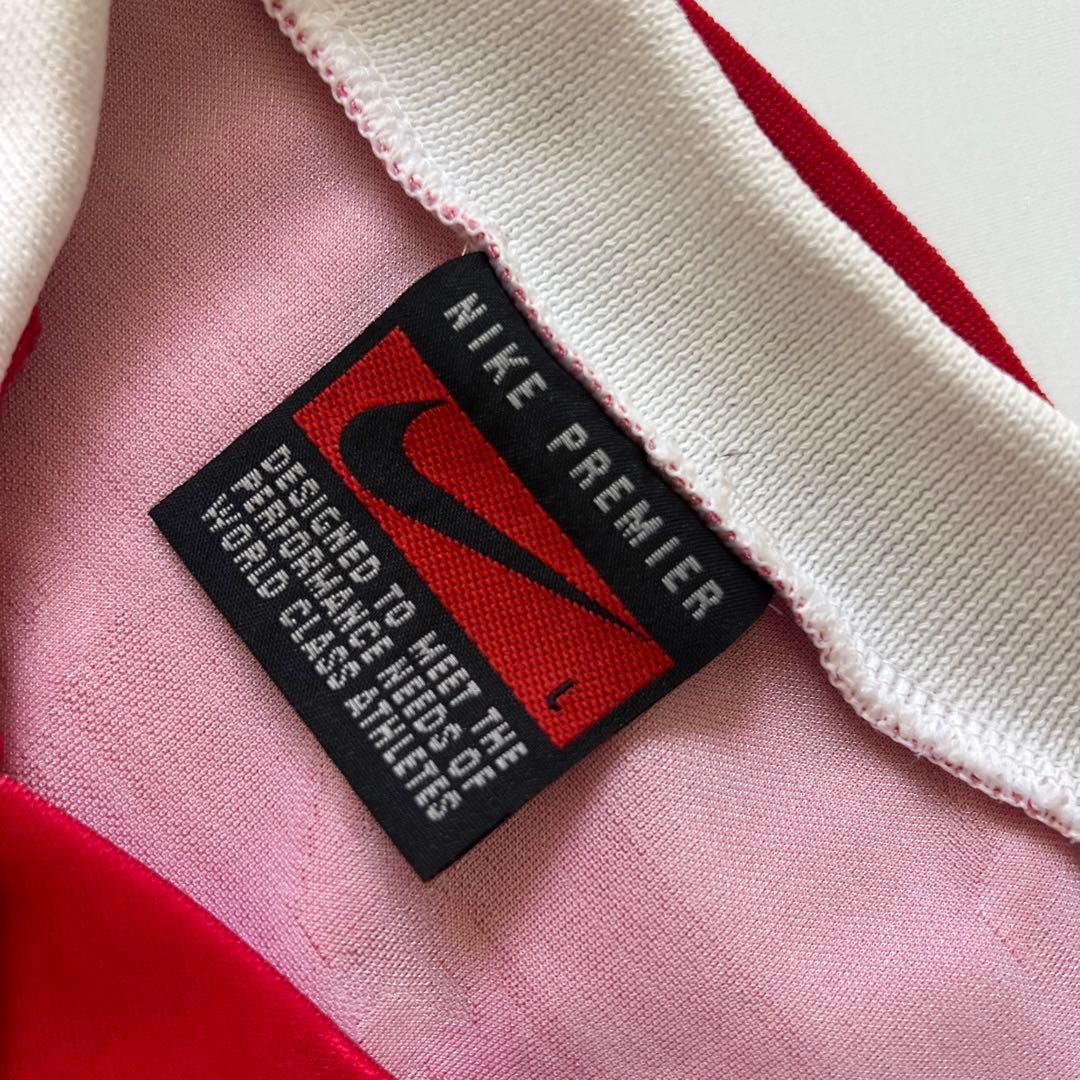 NIKE PREMIER
L
DESIGNED TO MEET THE
PERFORMANCE NEEDS OF
WORLD CLASS ATHLETES